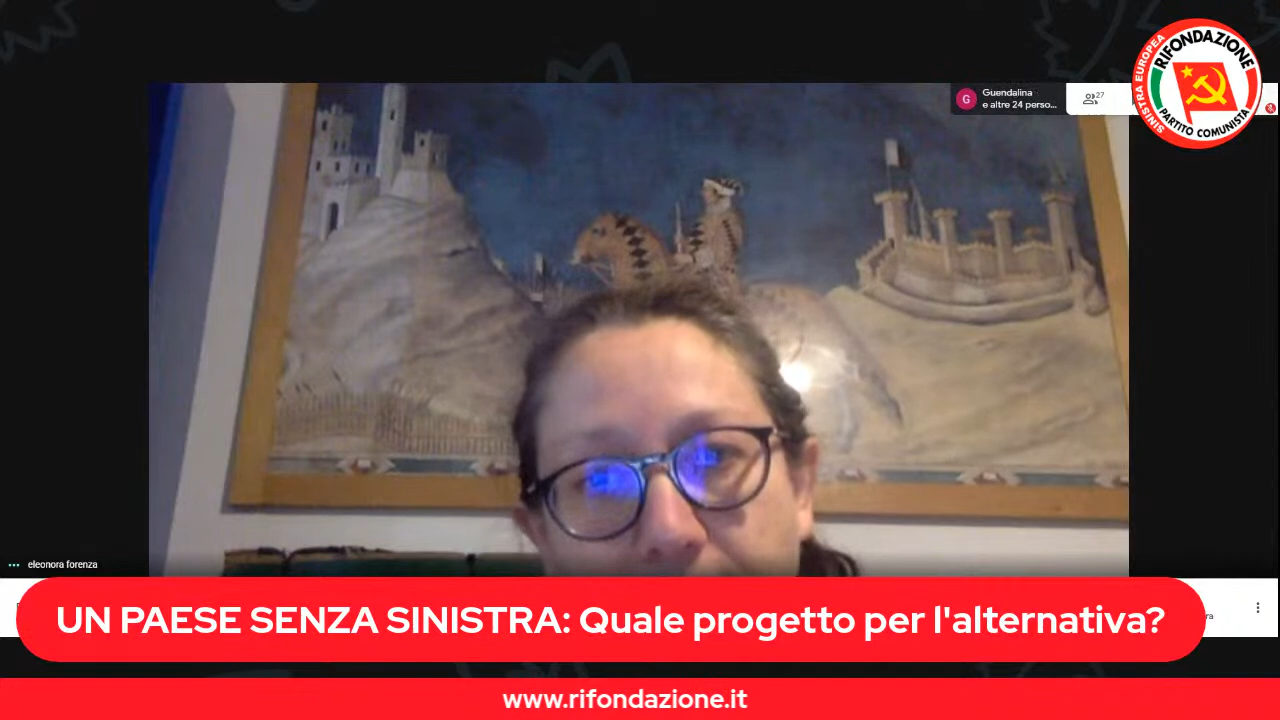 Guendalina
e altre 24 perso...
27
G
SINISTRA EUROPEA
RIFONDAZIONE
PARTITO COMUNISTA
eleonora forenza
UN PAESE SENZA SINISTRA: Quale progetto per l'alternativa?
ra
www.rifondazione.it